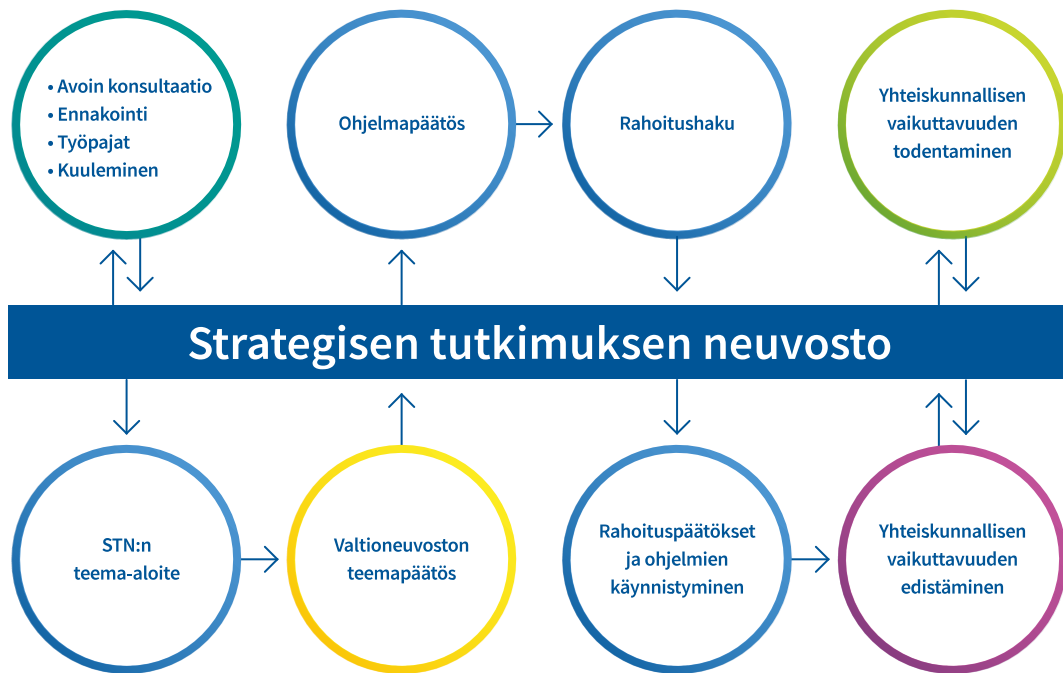 • Avoin konsultaatio
• Ennakointi
• Työpajat
• Kuuleminen
Ohjelmapäätös
Rahoitushaku
Yhteiskunnallisen
vaikuttavuuden
todentaminen
Strategisen tutkimuksen neuvosto
STN:n
teema-aloite
Valtioneuvoston
teemapäätös
Rahoituspäätökset
ja ohjelmien
käynnistyminen
Yhteiskunnallisen
vaikuttavuuden
edistäminen